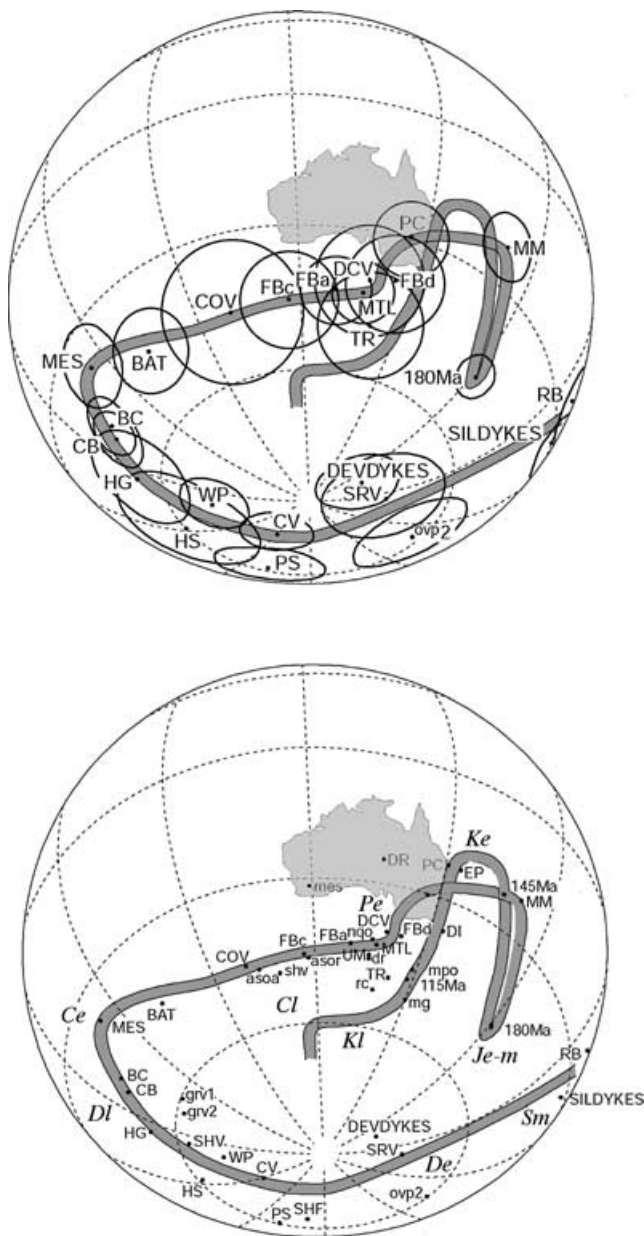 PC
MM
DCV
FBa
FBd
FBc
COV
MTL
TR
MES
BAT
180Ma
RB
BC
CB
SILDYKES
HG
WP
DEVDYKES
SRV
HS
CV
PS
ovp2
Ke
DR
PC
EP
mes
145Ma
Pe
MM
DCV
FBa nqo
FBd
DI
FBc
UM
MTL
COV
asor
dr
asoa
shv
TR
mpo
rc
115Ma
Cl
mg
Ce
MES
BAT
Kl
180Ma
Je-m
RB
BC
CB
grv1
grv2
SILDYKES
Dl
Sm
HG
SHV
DEVDYKES
WP
SRV
De
HS
CV
ovp2
PS
SHF